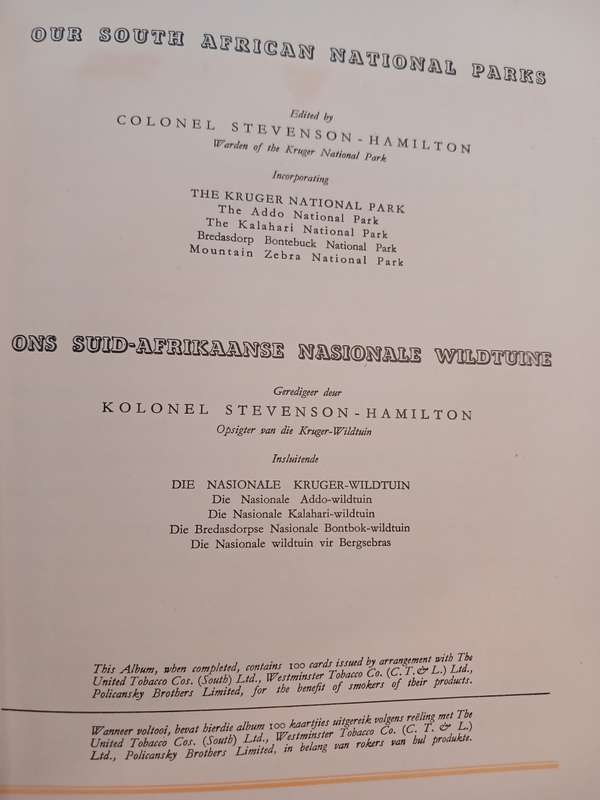 OUR SOUTH AFRICAN NATIONAL PARKS
Edited by
COLONEL STEVENSON-HAMILTON
Warden of the Kruger National Park
Incorporating
THE KRUGER NATIONAL PARK
The Addo National Park
The Kalahari National Park
Bredasdorp Bontebuck National Park
Mountain Zebra National Park
ONS SUID-AFRIKAANSE NASIONALE WILDTUINE
Geredigeer deur
KOLONEL STEVENSON-HAMILTON
Opsigter van die Kruger-Wildtuin
Insluitende
DIE NASIONALE KRUGER-WILDTUIN
Die Nasionale Addo-wildtuin
Die Nasionale Kalahari-wildtuin
Die Bredasdorpse Nasionale Bontbok-wildtuin
Die Nasionale wildtuin vir Bergsebras
This Album, when completed, contains 100 cards issued by arrangement with The
United Tobacco Cos. (South) Ltd., Westminster Tobacco Co. (C. T. & L.) Ltd.,
Policansky Brothers Limited, for the benefit of smokers of their products.
Wanneer voltooi, bevat hierdie album 100 kaartjies uitgereik volgens reëling met The
United Tobacco Cos. (South) Ltd., Westminster Tobacco Co. (C. T. & L.)
Ltd., Policansky Brothers Limited, in belang van rokers van hul produkte.